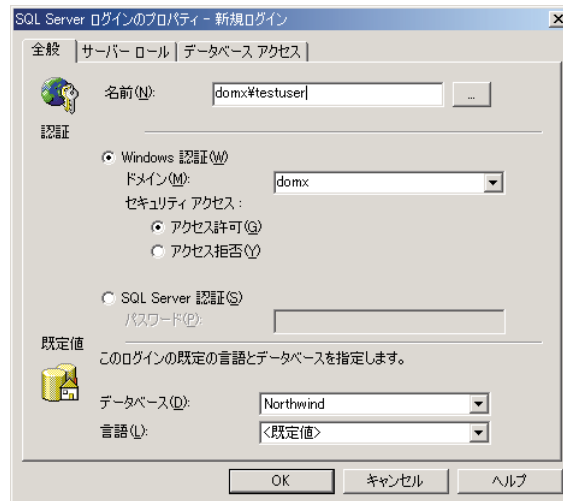 SQL Server ログインのプロパティ - 新規ログイン
全般 サーバー ロール データベース アクセス
名前(N): domx¥testuser ...
認証
Windows 認証(W)
ドメイン(M): domx
セキュリティ アクセス :
アクセス許可(G)
アクセス拒否(Y)
SQL Server 認証(S)
パスワード(P):
既定値
このログインの既定の言語とデータベースを指定します。
データベース(D): Northwind
言語(L): <既定値>
OK キャンセル ヘルプ